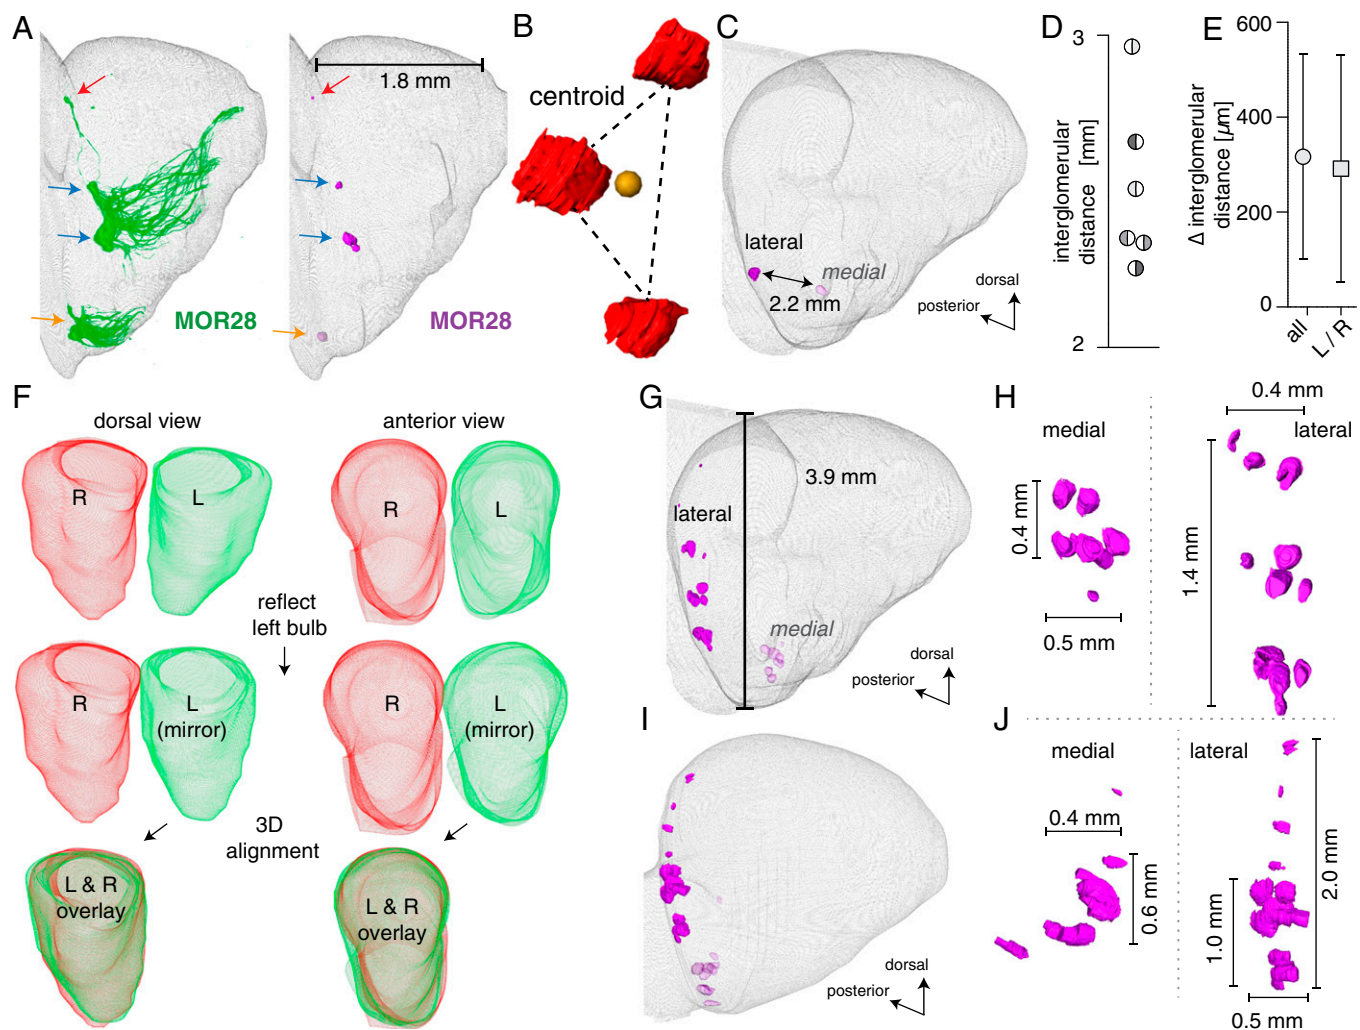 A
1.8 mm
MOR28
MOR28
B
centroid
C
lateral
medial
2.2 mm
dorsal
posterior
D
3
interglomerular
distance [mm]
2
E
600
400
200
0
Δ interglomerular
distance [µm]
all
L / R
F
dorsal view
anterior view
R
L
R
L
reflect
left bulb
R
L
(mirror)
R
L
(mirror)
3D
alignment
L & R
overlay
L & R
overlay
G
3.9 mm
lateral
medial
dorsal
posterior
H
medial
0.4 mm
0.5 mm
0.4 mm
lateral
1.4 mm
I
dorsal
posterior
J
medial
0.4 mm
0.6 mm
lateral
2.0 mm
1.0 mm
0.5 mm